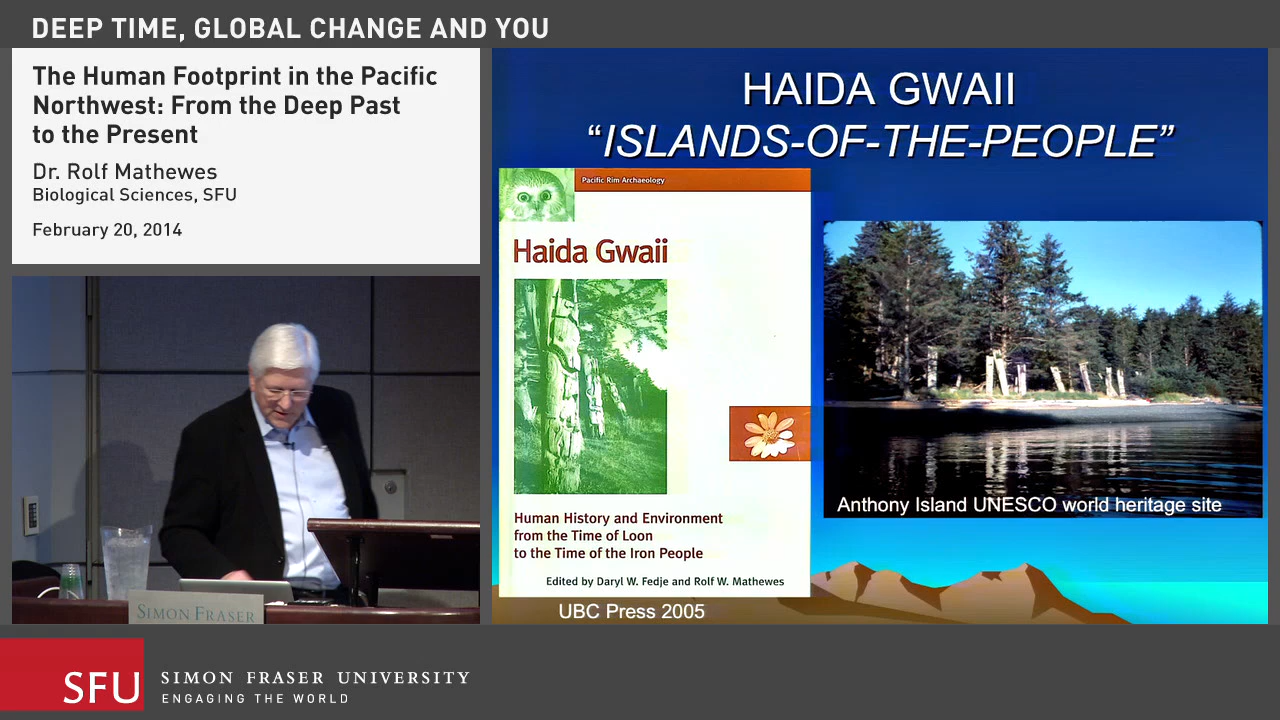 DEEP TIME, GLOBAL CHANGE AND YOU
The Human Footprint in the Pacific
Northwest: From the Deep Past
to the Present
Dr. Rolf Mathewes
Biological Sciences, SFU
February 20, 2014
SIMON FRASER
HAIDA GWAII
“ISLANDS-OF-THE-PEOPLE”
Pacific Rim Archaeology
Haida Gwaii
Human History and Environment
from the Time of Loon
to the Time of the Iron People
Edited by Daryl W. Fedje and Rolf W. Mathewes
UBC Press 2005
Anthony Island UNESCO world heritage site
SFU
SIMON FRASER UNIVERSITY
ENGAGING THE WORLD